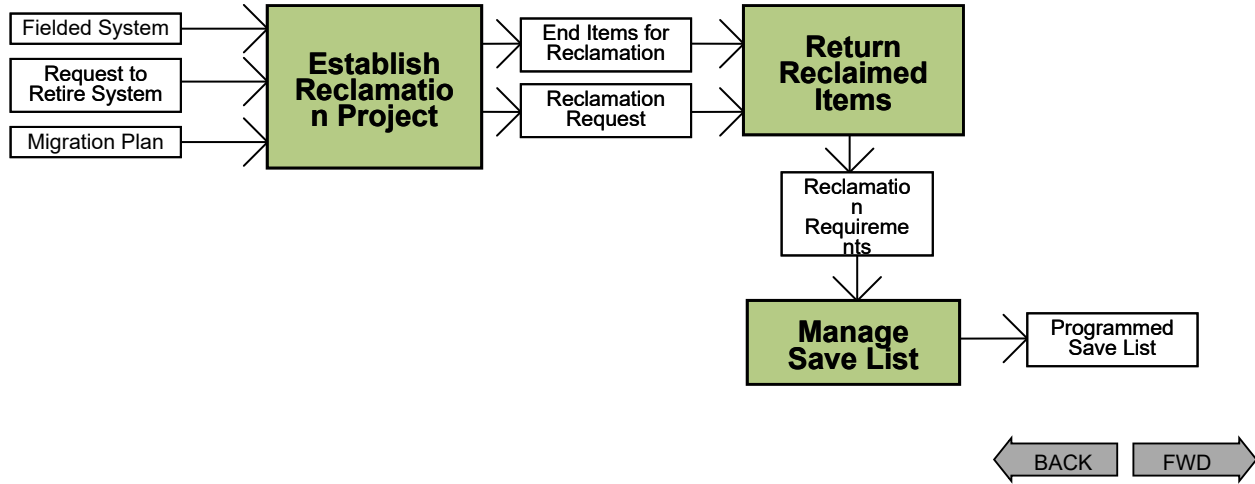 Fielded System
Request to
Retire System
Migration Plan
Establish
Reclamatio
n Project
End Items for
Reclamation
Reclamation
Request
Return
Reclaimed
Items
Reclamatio
n
Requireme
nts
Manage
Save List
Programmed
Save List
BACK
FWD